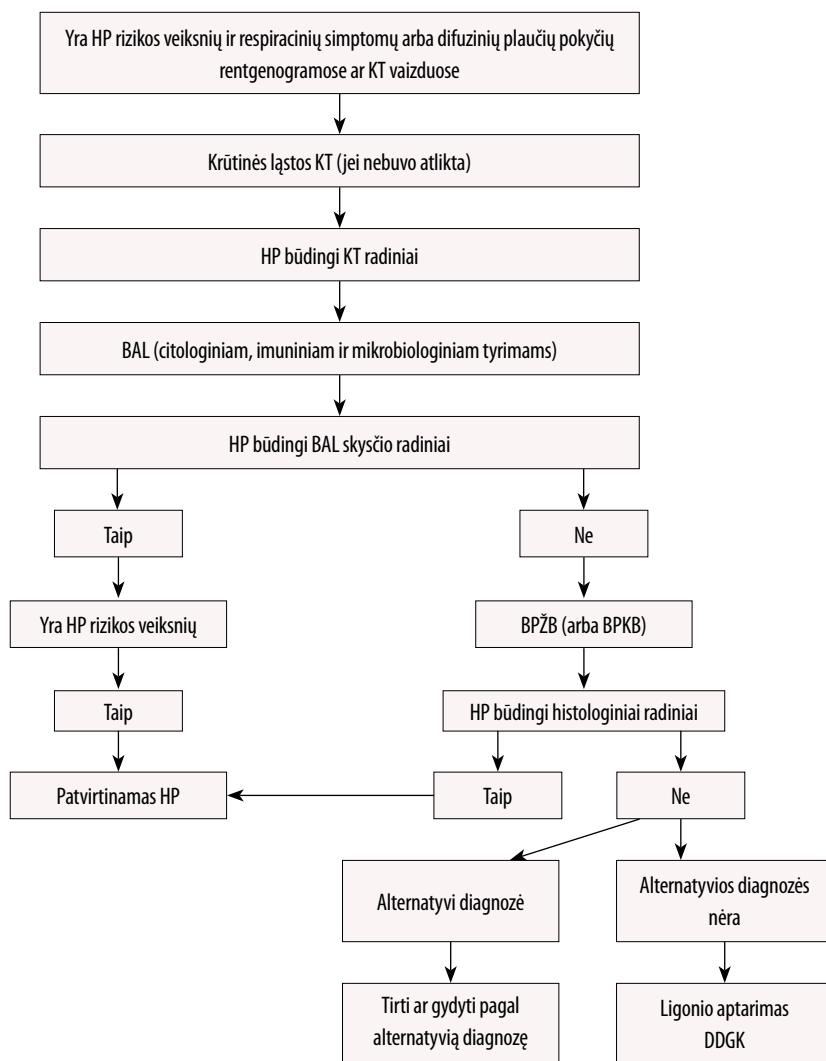 Yra HP rizikos veiksnių ir respiracinių simptomų arba difuzinių plaučių pokyčių
rentgenogramose ar KT vaizduose
Krūtinės ląstos KT (jei nebuvo atlikta)
HP būdingi KT radiniai
BAL (citologiniam, imuniniam ir mikrobiologiniam tyrimams)
HP būdingi BAL skysčio radiniai
Taip
Ne
Yra HP rizikos veiksnių
BPŽB (arba BPKB)
Taip
HP būdingi histologiniai radiniai
Patvirtinamas HP
Taip
Ne
Alternatyvi diagnozė
Alternatyvios diagnozės
nėra
Tirti ar gydyti pagal
alternatyvią diagnozę
Ligonio aptarimas
DDGK